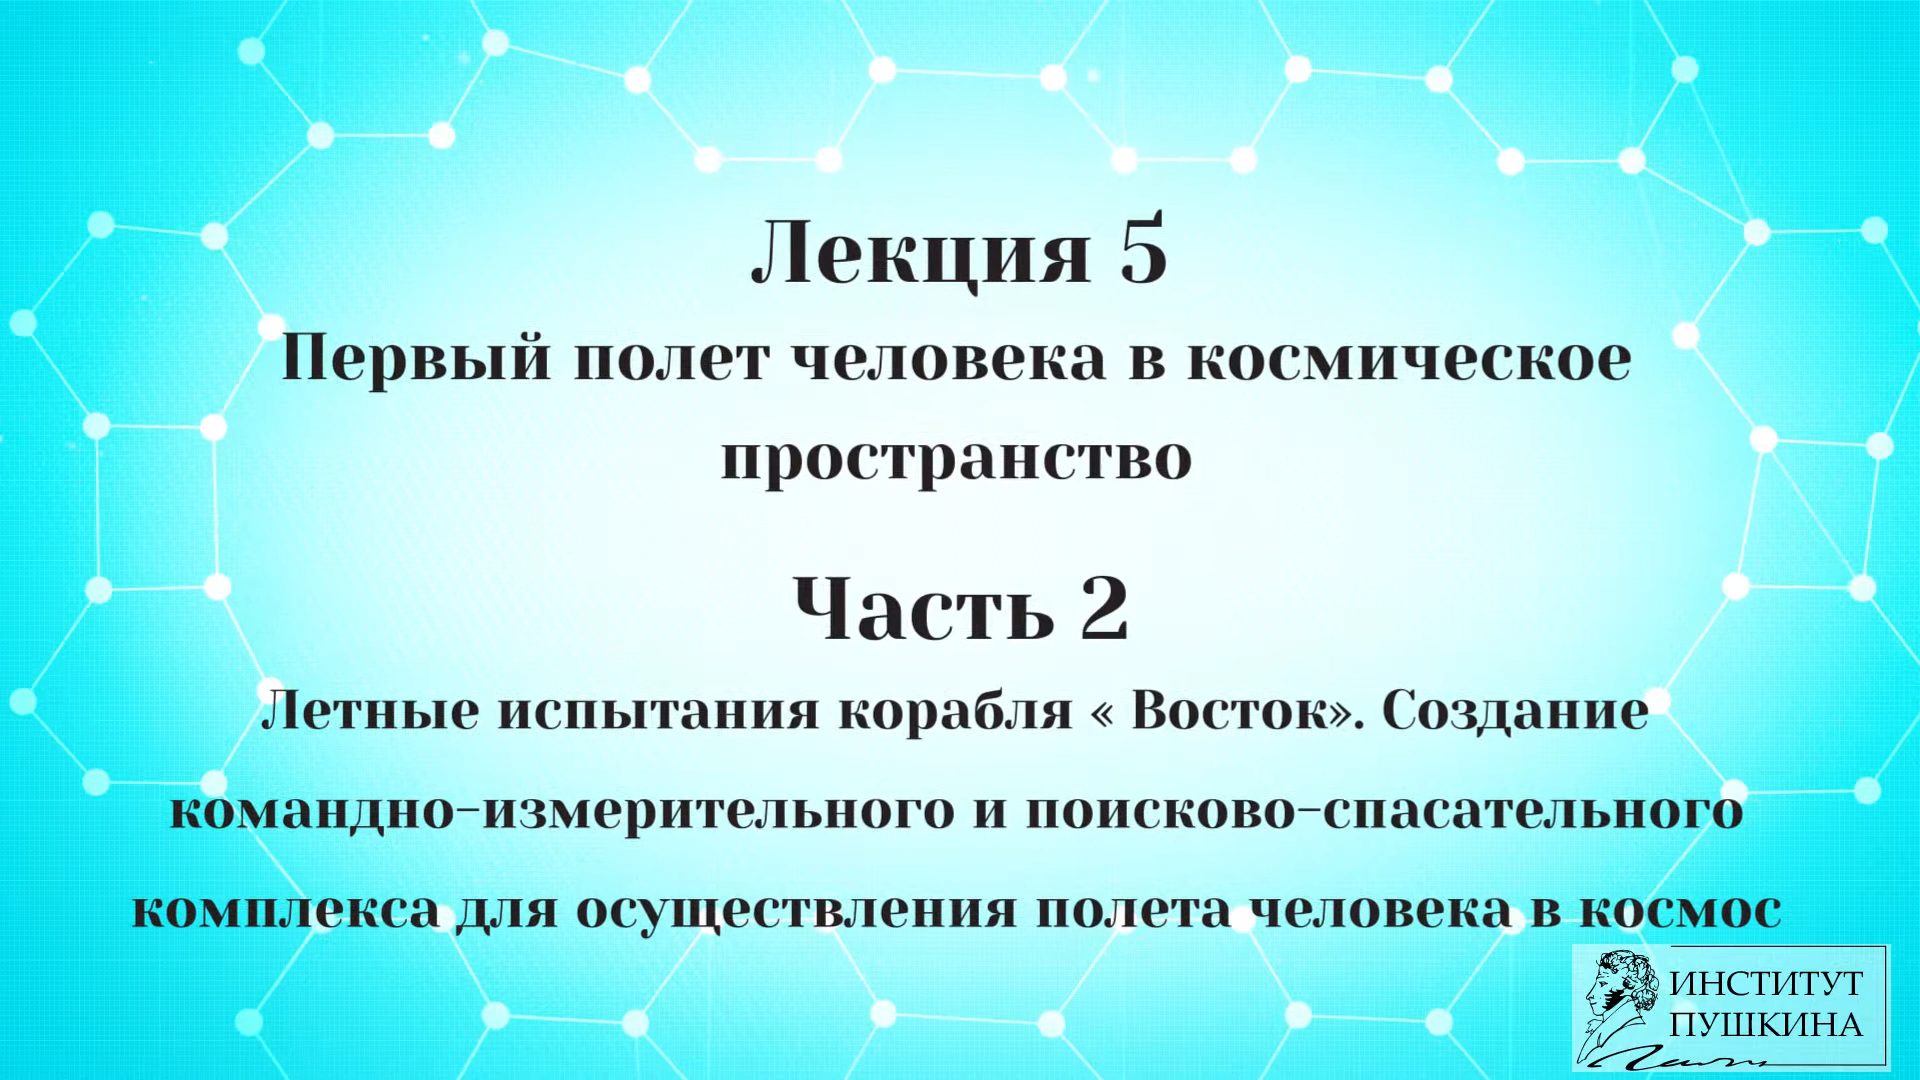 Лекция 5
Первый полет человека в космическое
пространство
Часть 2
Летные испытания корабля « Восток». Создание
командно-измерительного и поисково-спасательного
комплекса для осуществления полета человека в космос
ИНСТИТУТ
ПУШКИНА